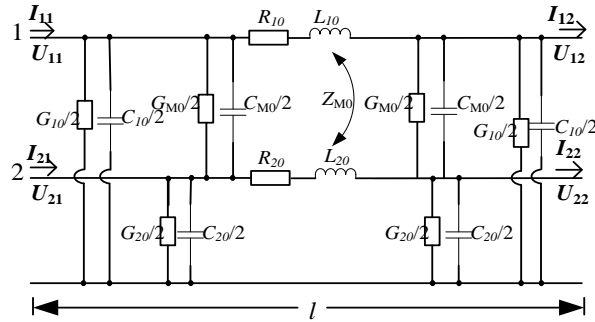 I11 R10 L10 I12
1
U11 U12
G10/2 C10/2 GM0/2 CM0/2 ZM0 GM0/2 CM0/2 G10/2 C10/2
I21 R20 L20 I22
2
U21 U22
G20/2 C20/2 G20/2 C20/2
l